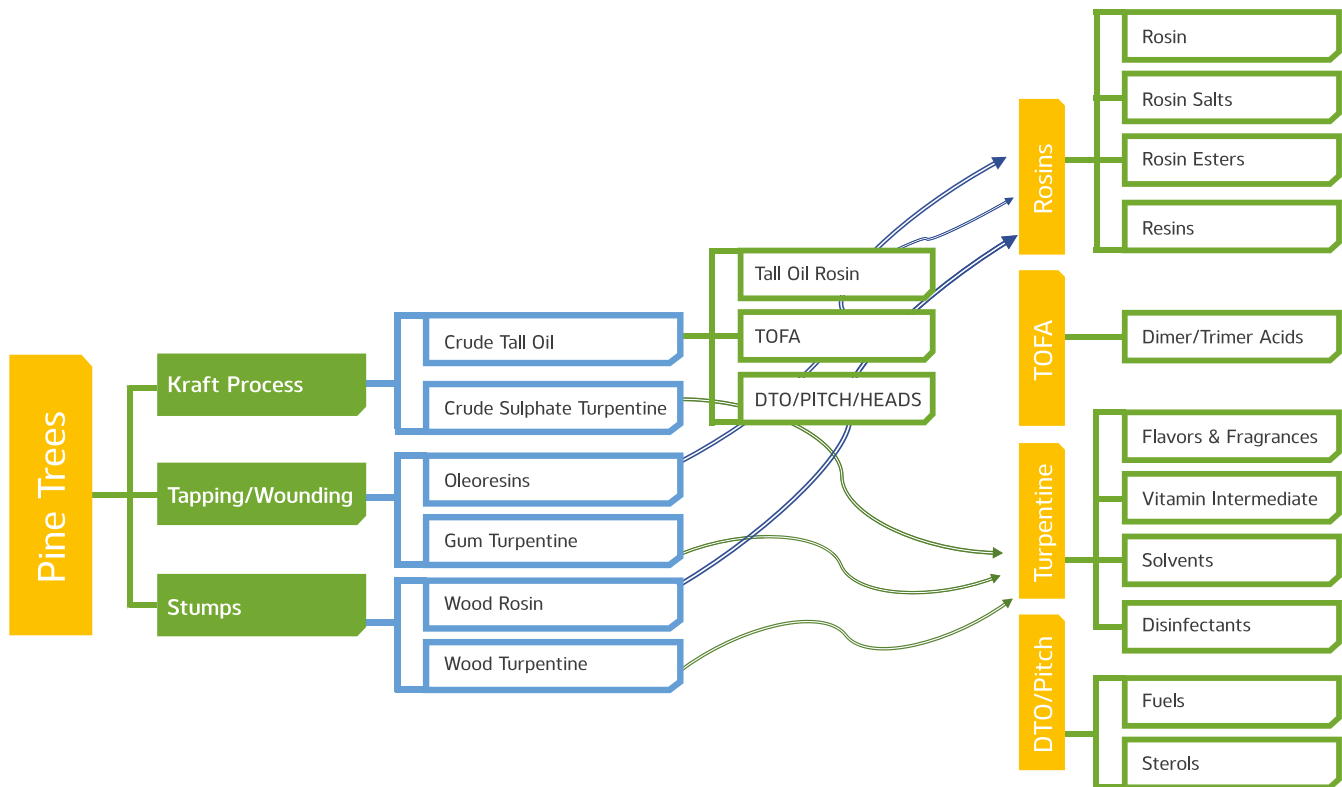 Pine Trees
Kraft Process
Tapping/Wounding
Stumps
Crude Tall Oil
Crude Sulphate Turpentine
Oleoresins
Gum Turpentine
Wood Rosin
Wood Turpentine
Tall Oil Rosin
TOFA
DTO/PITCH/HEADS
Rosins
Rosin
Rosin Salts
Rosin Esters
Resins
TOFA
Dimer/Trimer Acids
Turpentine
Flavors & Fragrances
Vitamin Intermediate
Solvents
Disinfectants
DTO/Pitch
Fuels
Sterols